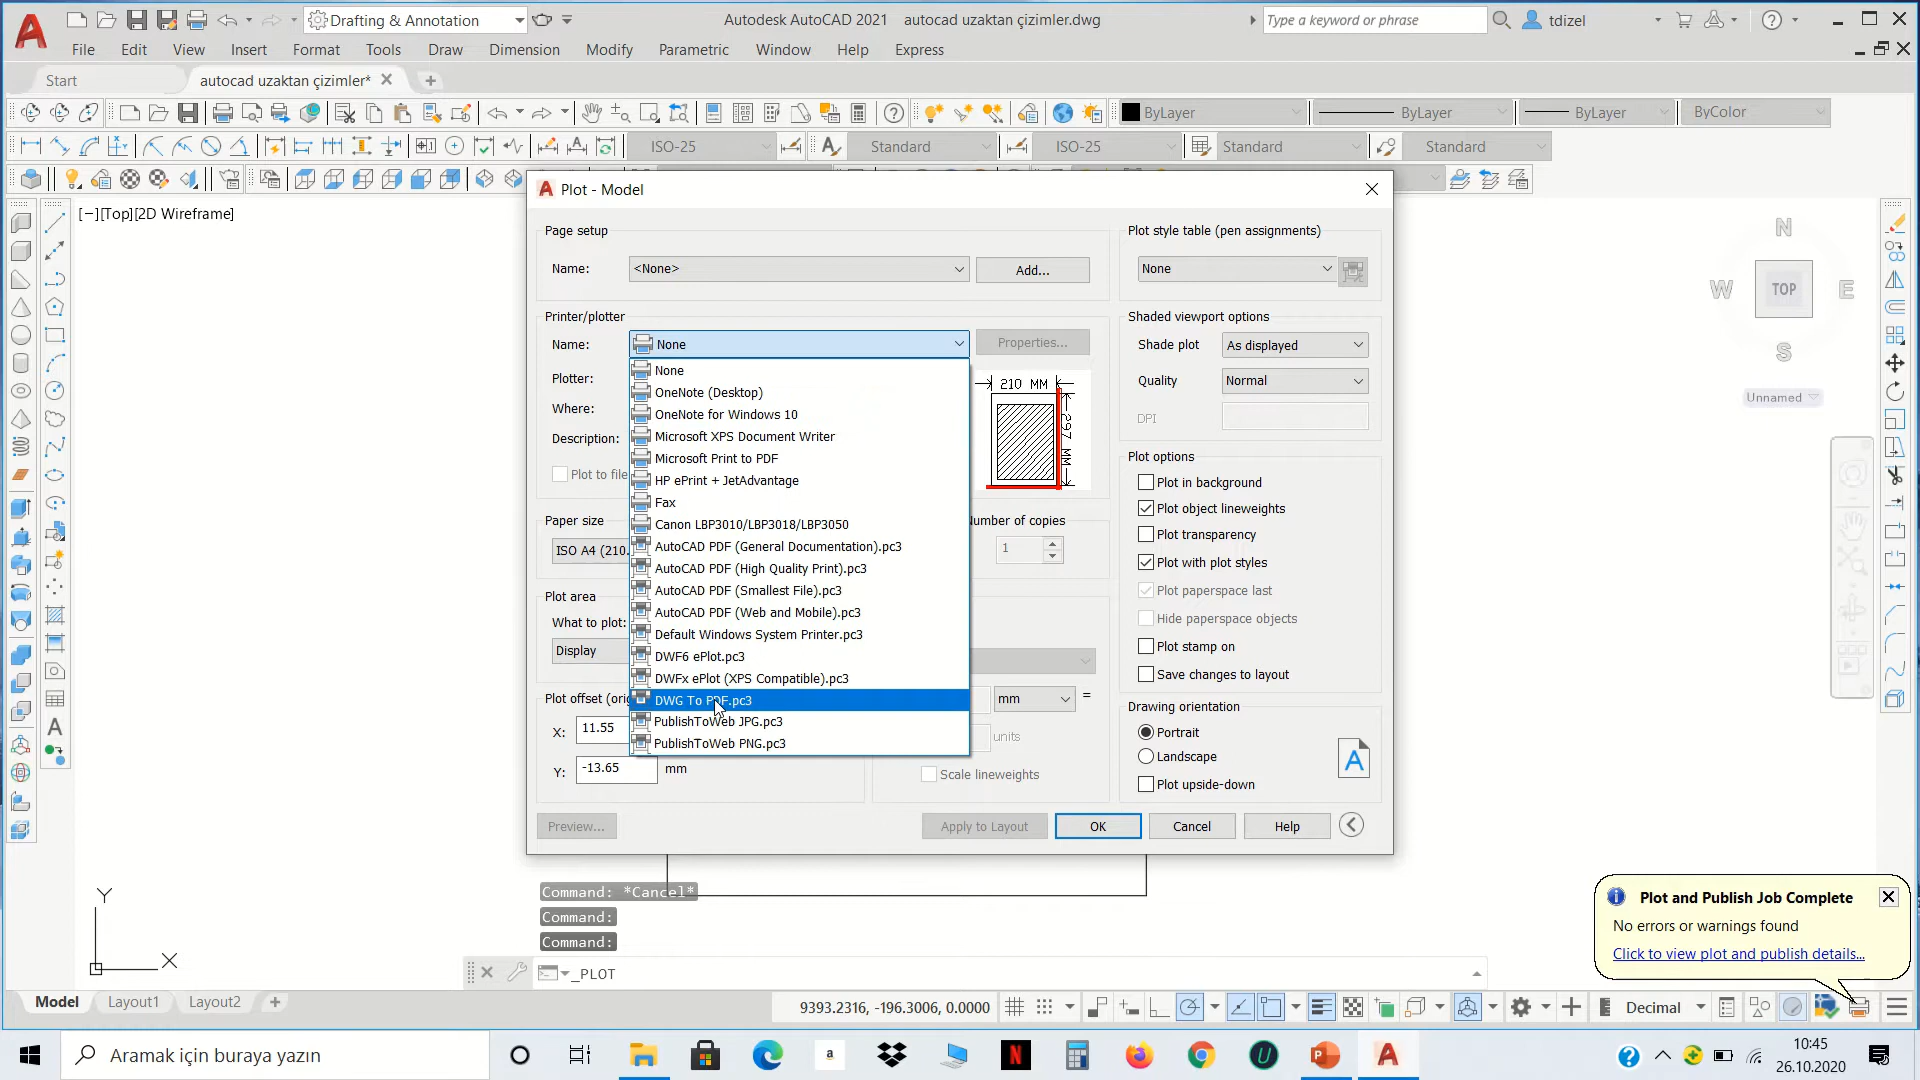 Drafting & Annotation
Autodesk AutoCAD 2021 autocad uzaktan çizimler.dwg
Type a keyword or phrase
tdizel
File Edit View Insert Format Tools Draw Dimension Modify Parametric Window Help Express
Start
autocad uzaktan çizimler*
ByLayer ByLayer ByLayer ByColor
ISO-25 Standard ISO-25 Standard Standard
[−][Top][2D Wireframe]
Plot - Model
Page setup
Name: <None> Add...
Plot style table (pen assignments)
None
Printer/plotter
Name: None Properties...
Plotter:
Where:
Description:
Plot to file
None
OneNote (Desktop)
OneNote for Windows 10
Microsoft XPS Document Writer
Microsoft Print to PDF
HP ePrint + JetAdvantage
Fax
Canon LBP3010/LBP3018/LBP3050
AutoCAD PDF (General Documentation).pc3
AutoCAD PDF (High Quality Print).pc3
AutoCAD PDF (Smallest File).pc3
AutoCAD PDF (Web and Mobile).pc3
Default Windows System Printer.pc3
DWF6 ePlot.pc3
DWFx ePlot (XPS Compatible).pc3
DWG To PDF.pc3
PublishToWeb JPG.pc3
PublishToWeb PNG.pc3
210 MM
297 MM
Paper size
ISO A4 (210.
Number of copies
1
Plot area
What to plot:
Display
Plot offset (ori
X: 11.55
Y: -13.65 mm
mm =
units
Scale lineweights
Shaded viewport options
Shade plot As displayed
Quality Normal
DPI
Plot options
Plot in background
Plot object lineweights
Plot transparency
Plot with plot styles
Plot paperspace last
Hide paperspace objects
Plot stamp on
Save changes to layout
Drawing orientation
Portrait
Landscape
Plot upside-down
A
Preview... Apply to Layout OK Cancel Help
N
W TOP E
S
Unnamed
Command: *Cancel*
Command:
Command:
_PLOT
Y
X
Plot and Publish Job Complete
No errors or warnings found
Click to view plot and publish details...
Model Layout1 Layout2
9393.2316, -196.3006, 0.0000
Decimal
Aramak için buraya yazın
10:45
26.10.2020